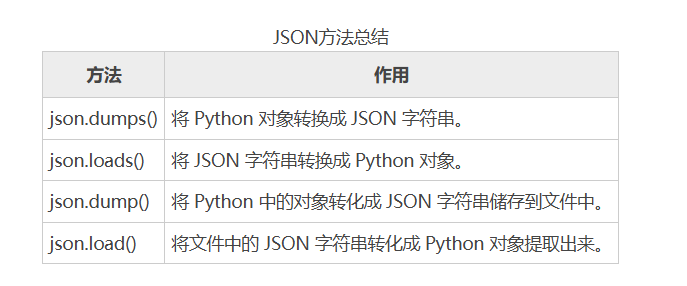 JSON方法总结
方法 作用
json.dumps() 将 Python 对象转换成 JSON 字符串。
json.loads() 将 JSON 字符串转换成 Python 对象。
json.dump() 将 Python 中的对象转化成 JSON 字符串储存到文件中。
json.load() 将文件中的 JSON 字符串转化成 Python 对象提取出来。